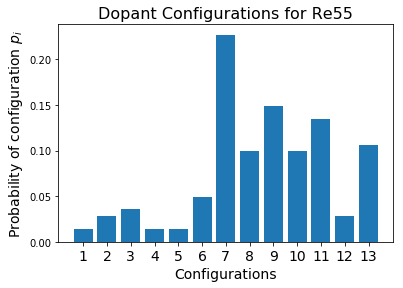 Dopant Configurations for Re55
Probability of configuration p_i
0.20
0.15
0.10
0.05
0.00
1 2 3 4 5 6 7 8 9 10 11 12 13
Configurations